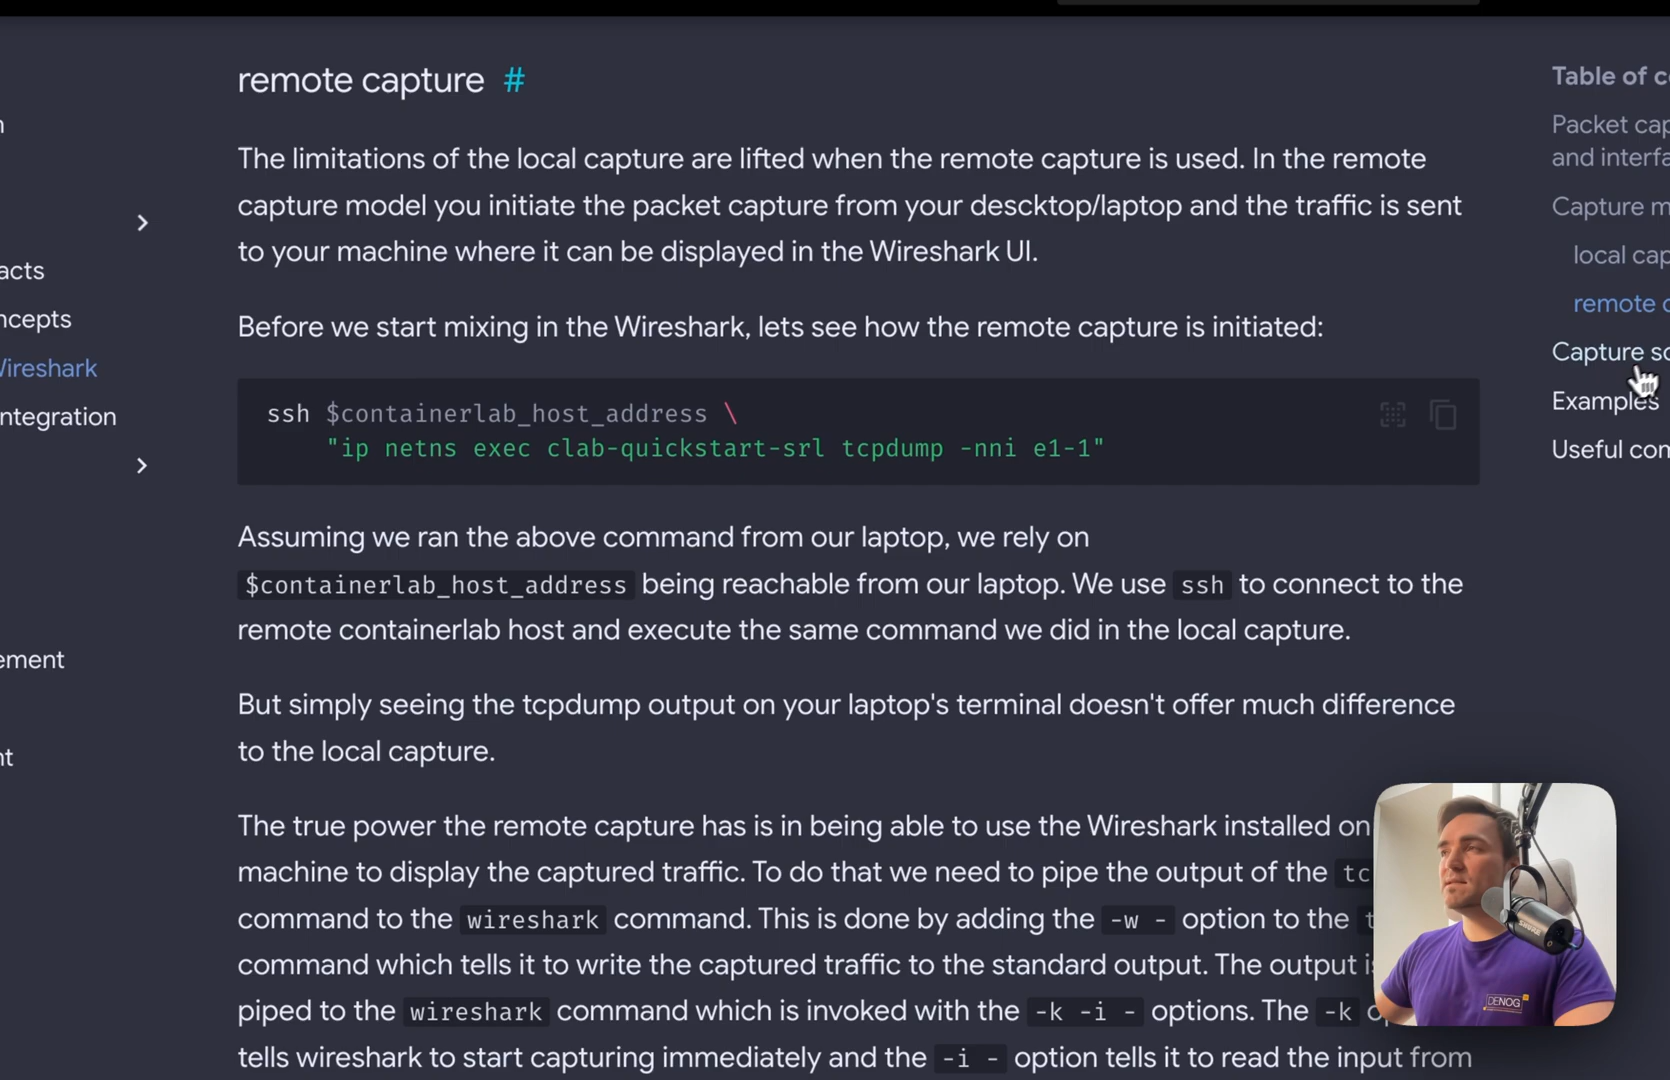 remote capture #
The limitations of the local capture are lifted when the remote capture is used. In the remote
capture model you initiate the packet capture from your descktop/laptop and the traffic is sent
to your machine where it can be displayed in the Wireshark UI.
Before we start mixing in the Wireshark, lets see how the remote capture is initiated:
ssh $containerlab_host_address \
"ip netns exec clab-quickstart-srl tcpdump -nni e1-1"
Assuming we ran the above command from our laptop, we rely on
$containerlab_host_address being reachable from our laptop. We use ssh to connect to the
remote containerlab host and execute the same command we did in the local capture.
But simply seeing the tcpdump output on your laptop's terminal doesn't offer much difference
to the local capture.
The true power the remote capture has is in being able to use the Wireshark installed on
machine to display the captured traffic. To do that we need to pipe the output of the tc
command to the wireshark command. This is done by adding the -w - option to the t
command which tells it to write the captured traffic to the standard output. The output
piped to the wireshark command which is invoked with the -k -i - options. The -k
tells wireshark to start capturing immediately and the -i - option tells it to read the input from
acts
ncepts
Wireshark
ntegration
ement
nt
Table of c
Packet cap
and interfa
Capture m
local cap
remote c
Capture sc
Examples
Useful com
DENOG